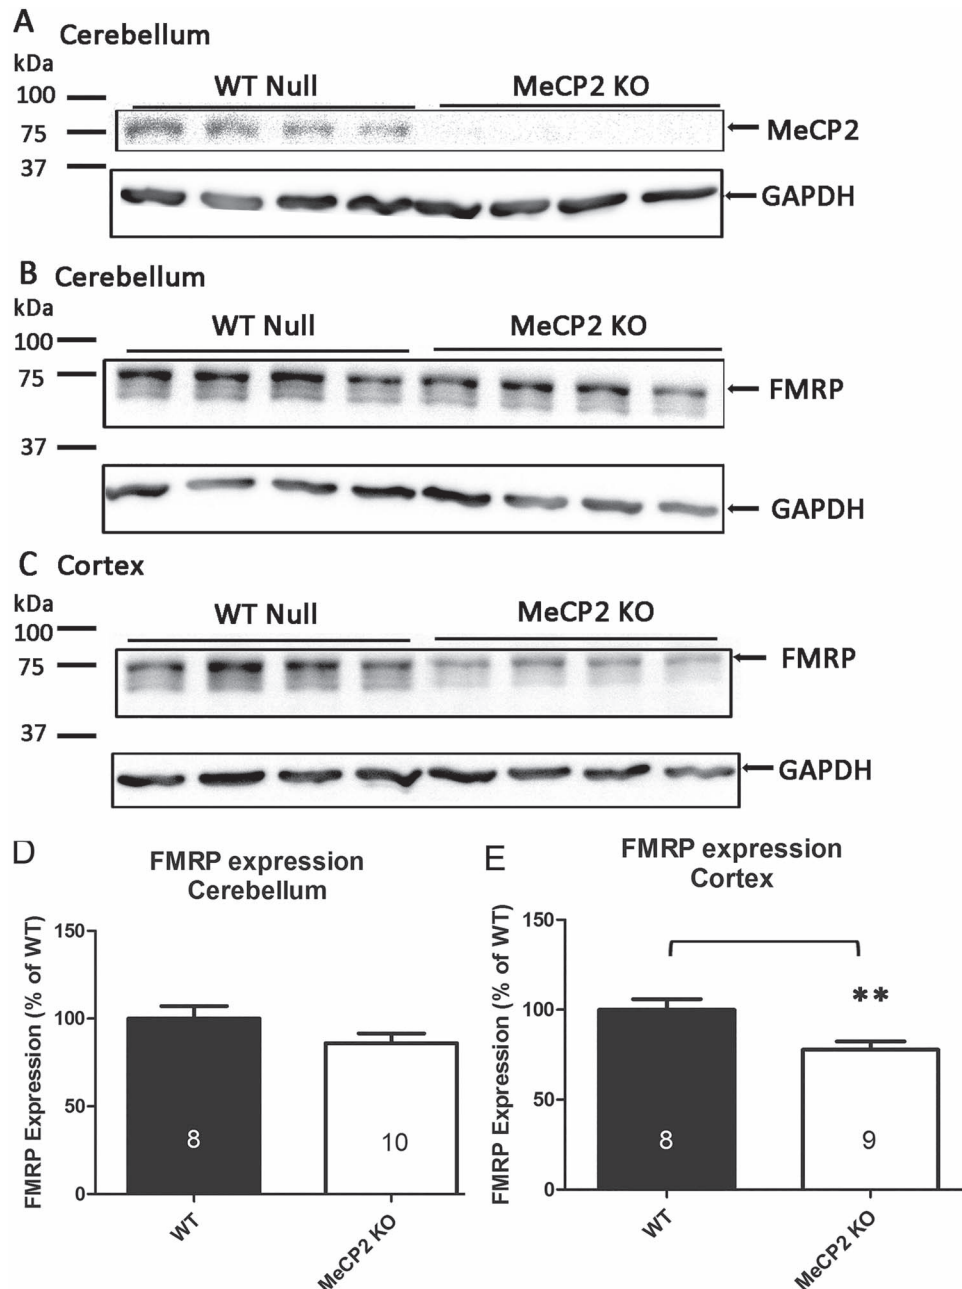 A Cerebellum
kDa
WT Null MeCP2 KO
100
75 MeCP2
37
GAPDH
B Cerebellum
kDa
WT Null MeCP2 KO
100
75 FMRP
37
GAPDH
C Cortex
kDa
WT Null MeCP2 KO
100
75 FMRP
37
GAPDH
D
FMRP expression
Cerebellum
FMRP Expression (% of WT)
150
100
50
0
8
10
WT
MeCP2 KO
E
FMRP expression
Cortex
FMRP Expression (% of WT)
150
100
50
0
**
8
9
WT
MeCP2 KO